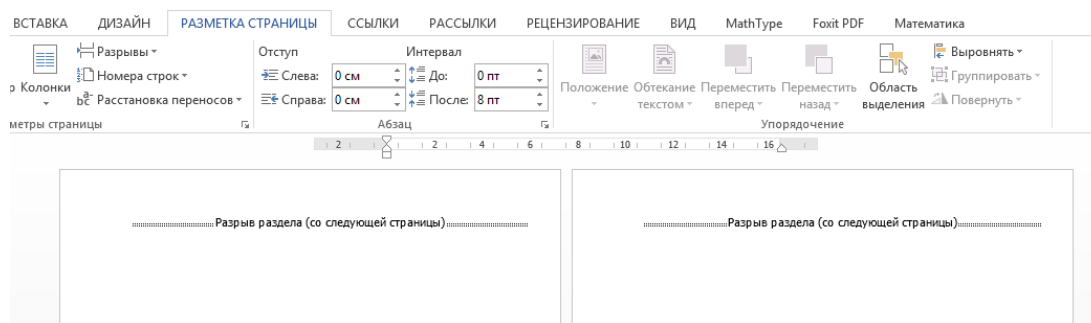 ВСТАВКА ДИЗАЙН РАЗМЕТКА СТРАНИЦЫ ССЫЛКИ РАССЫЛКИ РЕЦЕНЗИРОВАНИЕ ВИД MathType Foxit PDF Математика
Разрывы Отступ Интервал Выровнять
Номера строк Слева: 0 см До: 0 пт Группировать
Колонки Положение Обтекание текстом Переместить вперед Переместить назад Область выделения
Расстановка переносов Справа: 0 см После: 8 пт Повернуть
метры страницы Абзац Упорядочение
2 2 4 6 8 10 12 14 16
Разрыв раздела (со следующей страницы) Разрыв раздела (со следующей страницы)